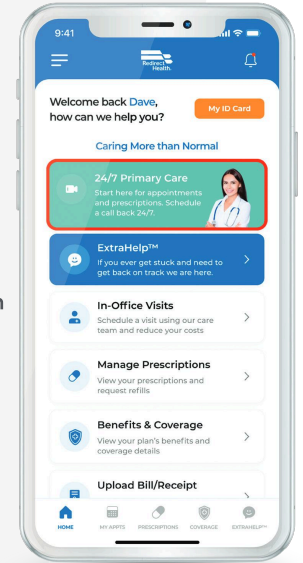 9:41
Redirect
Health.
Welcome back Dave,
how can we help you?
My ID Card
Caring More than Normal
24/7 Primary Care
Start here for appointments
and prescriptions. Schedule
a call back 24/7.
ExtraHelp™
If you ever get stuck and need to
get back on track we are here.
In-Office Visits
Schedule a visit using our care
team and reduce your costs
Manage Prescriptions
View your prescriptions and
request refills
Benefits & Coverage
View your plan's benefits and
coverage details
Upload Bill/Receipt
HOME
MY APPTS
PRESCRIPTIONS
COVERAGE
EXTRAHELP™